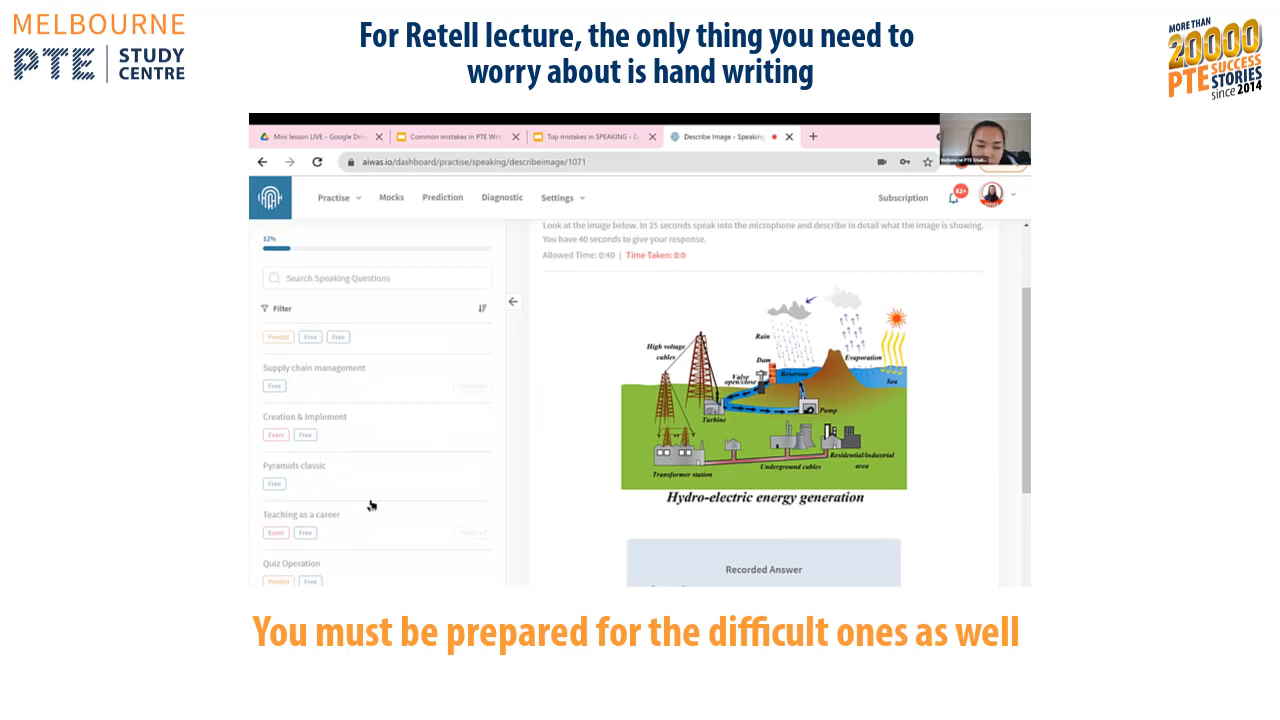 MELBOURNE
PTE STUDY CENTRE
For Retell lecture, the only thing you need to
worry about is hand writing
MORE THAN
20000
PTE SUCCESS STORIES
since 2014
Mini lesson LIVE - Google Driv
Common mistakes in PTE Wri
Top mistakes in SPEAKING - G
Describe Image - Speaking
aiwas.io/dashboard/practise/speaking/describeimage/1071
Practise
Mocks
Prediction
Diagnostic
Settings
Subscription
82+
12%
Search Speaking Questions
Filter
Predict Free Free
Supply chain management
Free
Creation & Implement
Exam Free
Pyramids classic
Free
Teaching as a career
Exam Free
Quiz Operation
Predict Free
Look at the image below. In 25 seconds speak into the microphone and describe in detail what the image is showing.
You have 40 seconds to give your response.
Allowed Time: 0:40 | Time Taken: 0:0
High voltage
cables
Rain
Dam
Valve
open/close
Reservoir
Evaporation
Sea
Turbine
Pump
Residential/industrial
area
Transformer station
Underground cables
Hydro-electric energy generation
Recorded Answer
You must be prepared for the difficult ones as well